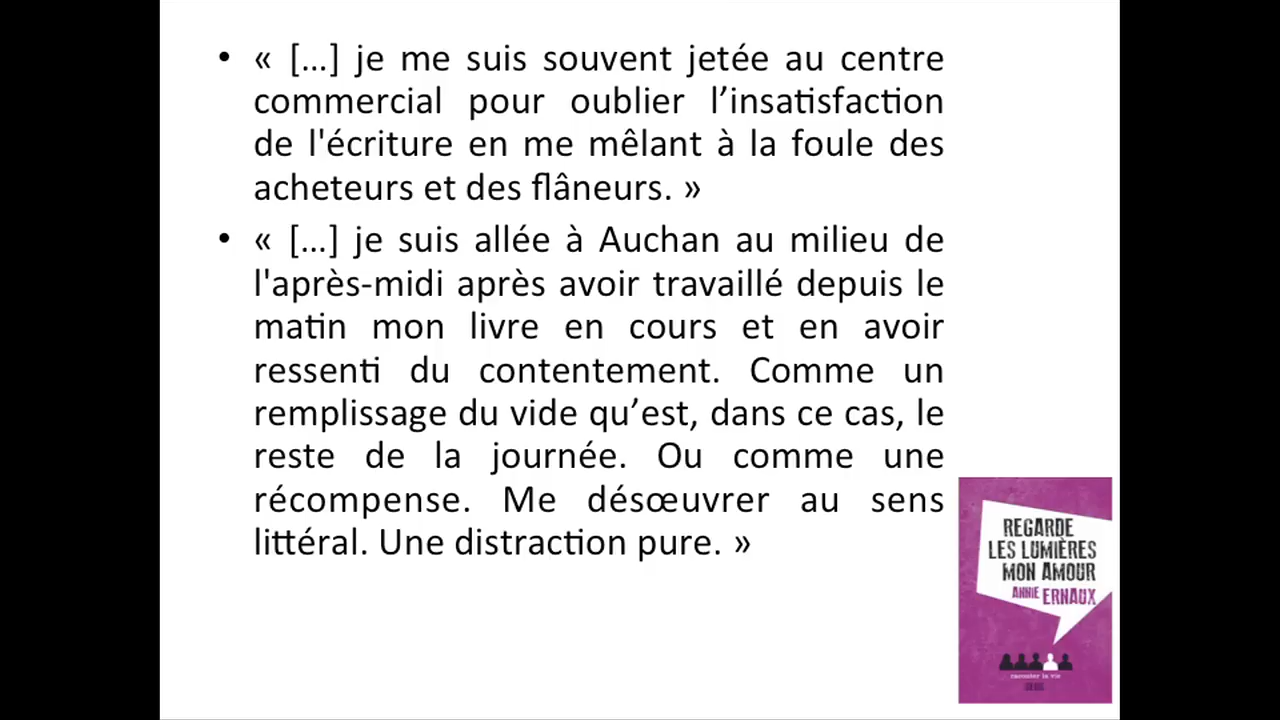 • « [...] je me suis souvent jetée au centre
commercial pour oublier l’insatisfaction
de l'écriture en me mêlant à la foule des
acheteurs et des flâneurs. »
• « [...] je suis allée à Auchan au milieu de
l'après-midi après avoir travaillé depuis le
matin mon livre en cours et en avoir
ressenti du contentement. Comme un
remplissage du vide qu’est, dans ce cas, le
reste de la journée. Ou comme une
récompense. Me désœuvrer au sens
littéral. Une distraction pure. »
REGARDE
LES LUMIÈRES
MON AMOUR
ANNIE ERNAUX
raconter la vie